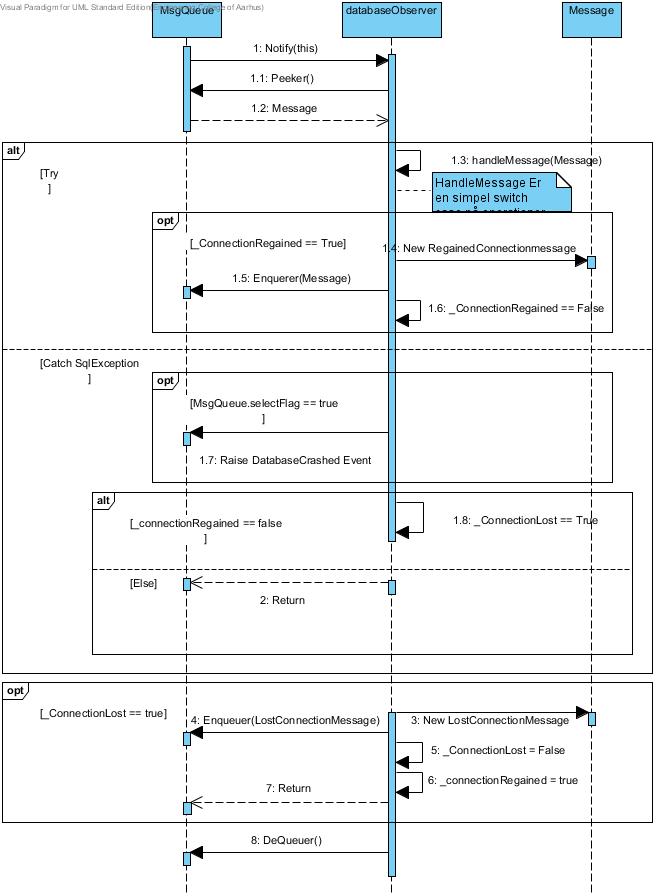 Visual Paradigm for UML Standard Edition College of Aarhus)
MsgQueue
databaseObserver
Message
1: Notify(this)
1.1: Peeker()
1.2: Message
alt
[Try
]
1.3: handleMessage(Message)
HandleMessage Er
en simpel switch
opt
[_ConnectionRegained == True]
1.4: New RegainedConnectionmessage
1.5: Enquerer(Message)
1.6: _ConnectionRegained == False
[Catch SqlException
]
opt
[MsgQueue.selectFlag == true
]
1.7: Raise DatabaseCrashed Event
alt
[_connectionRegained == false
]
1.8: _ConnectionLost == True
[Else]
2: Return
opt
[_ConnectionLost == true]
4: Enqueuer(LostConnectionMessage)
3: New LostConnectionMessage
5: _ConnectionLost = False
6: _connectionRegained = true
7: Return
8: DeQueuer()